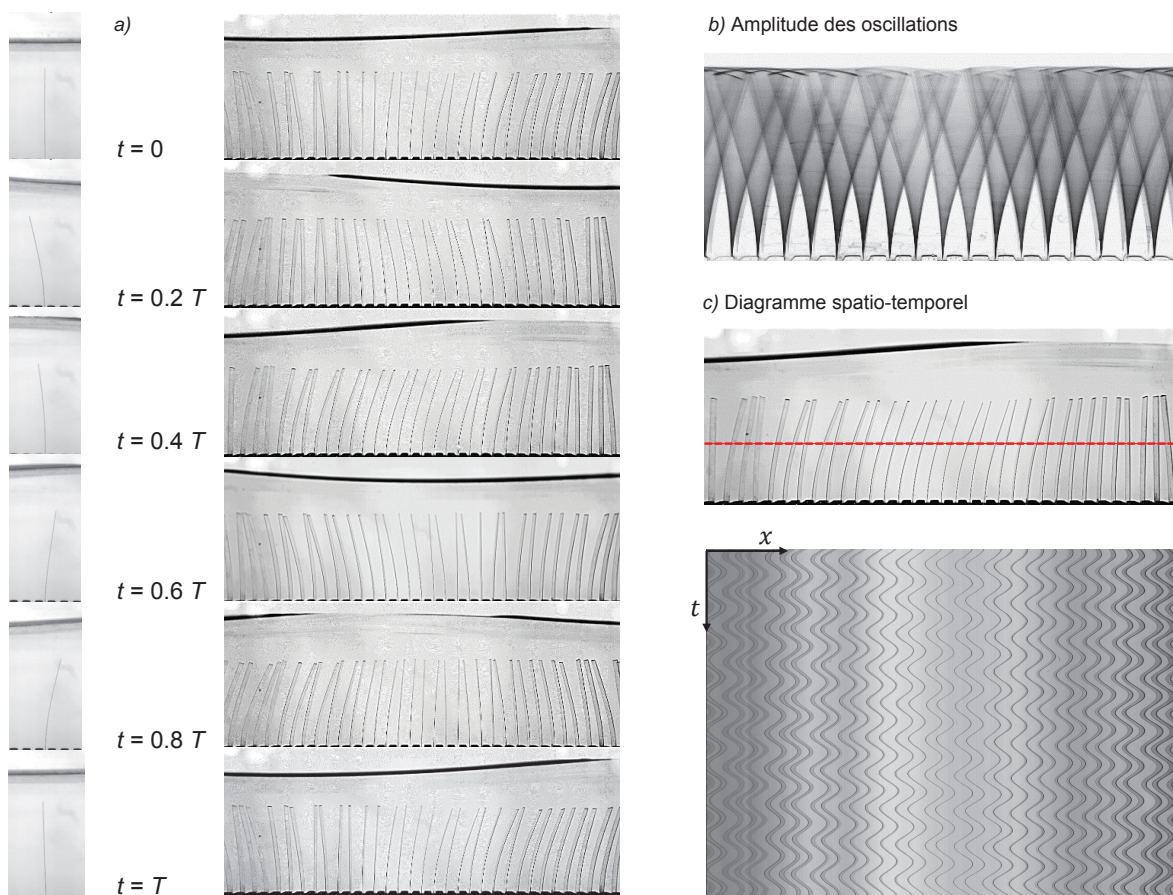 a)
t = 0
t = 0.2 T
t = 0.4 T
t = 0.6 T
t = 0.8 T
t = T
b) Amplitude des oscillations
c) Diagramme spatio-temporel
x
t